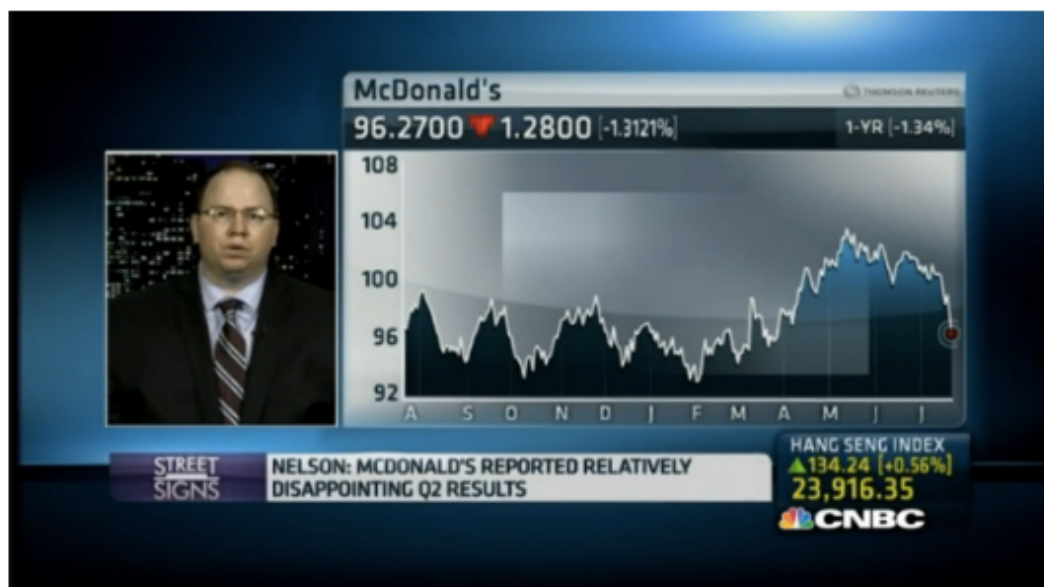 McDonald's
THOMSON REUTERS
96.2700 ▼ 1.2800 [-1.3121%]
1-YR [-1.34%]
108
104
100
96
92
A S O N D J F M A M J J
STREET
SIGNS
NELSON: MCDONALD'S REPORTED RELATIVELY
DISAPPOINTING Q2 RESULTS
HANG SENG INDEX
▲134.24 [+0.56%]
23,916.35
CNBC